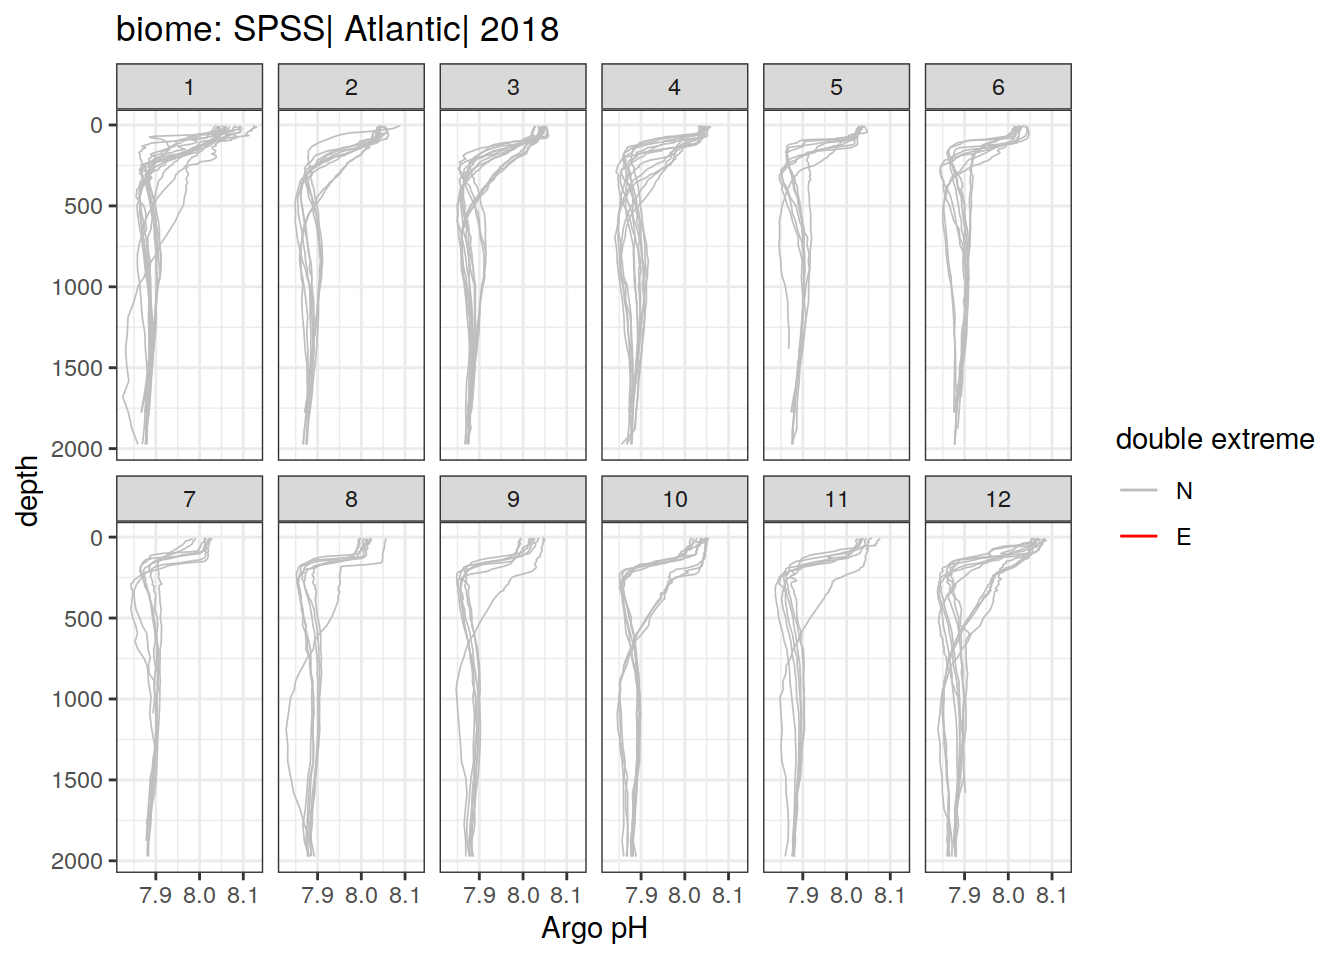 biome: SPSS| Atlantic| 2018
1 2 3 4 5 6
0
500
1000
1500
2000
7 8 9 10 11 12
0
500
1000
1500
2000
7.9 8.0 8.1 7.9 8.0 8.1 7.9 8.0 8.1 7.9 8.0 8.1 7.9 8.0 8.1 7.9 8.0 8.1
Argo pH
depth
double extreme
N
E